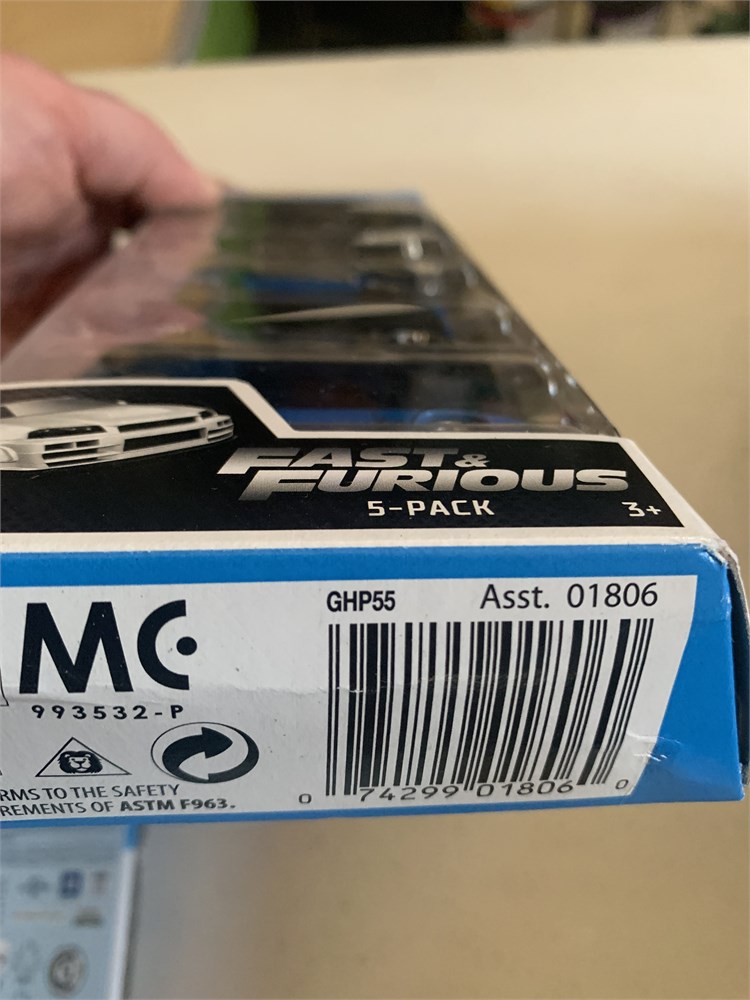 FAST &
FURIOUS
5-PACK
3+
GHP55
Asst. 01806
MC
993532-P
RMS TO THE SAFETY
REMENTS OF ASTM F963.
0 74299 01806 0